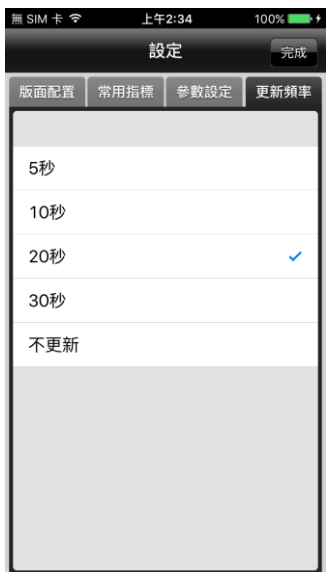 無 SIM 卡 上午2:34 100%
設定 完成
版面配置 常用指標 參數設定 更新頻率
5秒
10秒
20秒
30秒
不更新